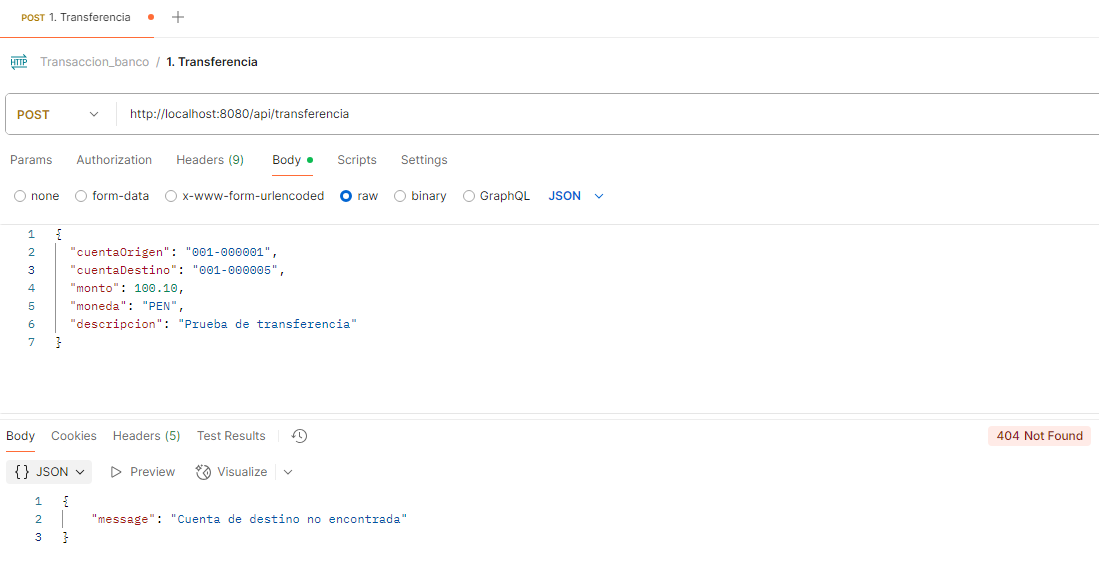 POST 1. Transferencia
HTTP Transaccion_banco / 1. Transferencia
POST http://localhost:8080/api/transferencia
Params Authorization Headers (9) Body Scripts Settings
none form-data x-www-form-urlencoded raw binary GraphQL JSON
1 {
2 "cuentaOrigen": "001-000001",
3 "cuentaDestino": "001-000005",
4 "monto": 100.10,
5 "moneda": "PEN",
6 "descripcion": "Prueba de transferencia"
7 }
Body Cookies Headers (5) Test Results 404 Not Found
{} JSON Preview Visualize
1 {
2 "message": "Cuenta de destino no encontrada"
3 }